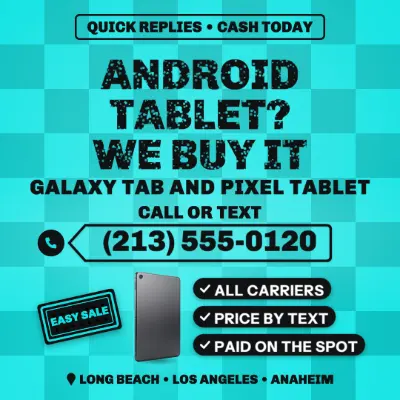 QUICK REPLIES • CASH TODAY
ANDROID
TABLET?
WE BUY IT
GALAXY TAB AND PIXEL TABLET
CALL OR TEXT
(213) 555-0120
EASY SALE
✓ ALL CARRIERS
✓ PRICE BY TEXT
✓ PAID ON THE SPOT
LONG BEACH • LOS ANGELES • ANAHEIM